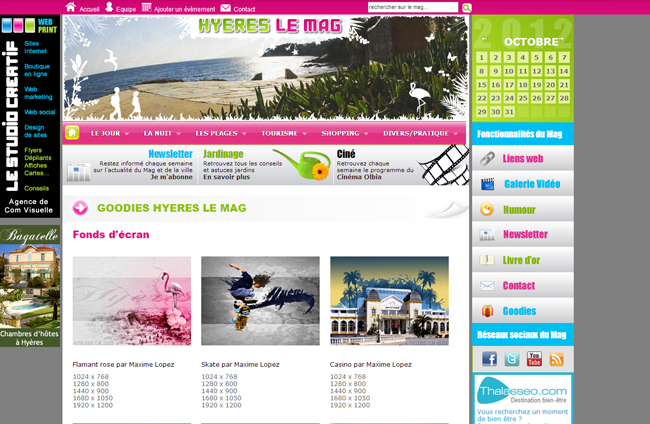 Accueil
Equipe
Ajouter un évènement
Contact
rechercher sur le mag...
WEB
PRINT
LE STUDIO CREATIF
Sites
Internet
Boutique
en ligne
Web
marketing
Web social
Design
de sites
Flyers
Dépliants
Affiches
Cartes...
Conseils
Agence de
Com Visuelle
Bagatelle
Chambres d'hôtes
à Hyères
HYERES LE MAG
LE JOUR
LA NUIT
LES PLAGES
TOURISME
SHOPPING
DIVERS/PRATIQUE
Newsletter
Restez informé chaque semaine
sur l'actualité du Mag et de la ville
Je m'abonne
Jardinage
Retrouvez tous les conseils
et astuces jardins
En savoir plus
Ciné
Retrouvez chaque
semaine le programme du
Cinéma Olbia
GOODIES HYERES LE MAG
Fonds d'écran
Flamant rose par Maxime Lopez
1024 x 768
1280 x 800
1440 x 900
1680 x 1050
1920 x 1200
Skate par Maxime Lopez
1024 x 768
1280 x 800
1440 x 900
1680 x 1050
1920 x 1200
Casino par Maxime Lopez
1024 x 768
1280 x 800
1440 x 900
1680 x 1050
1920 x 1200
2012
OCTOBRE
1 2 3 4 5 6 7
8 9 10 11 12 13 14
15 16 17 18 19 20 21
22 23 24 25 26 27 28
29 30 31
Fonctionnalités du Mag
Liens web
Galerie Vidéo
Humour
Newsletter
Livre d'or
Contact
Goodies
Réseaux sociaux du Mag
You
Tube
Thalasseo.com
Destination bien-être
Vous recherchez un moment
de bien être ?